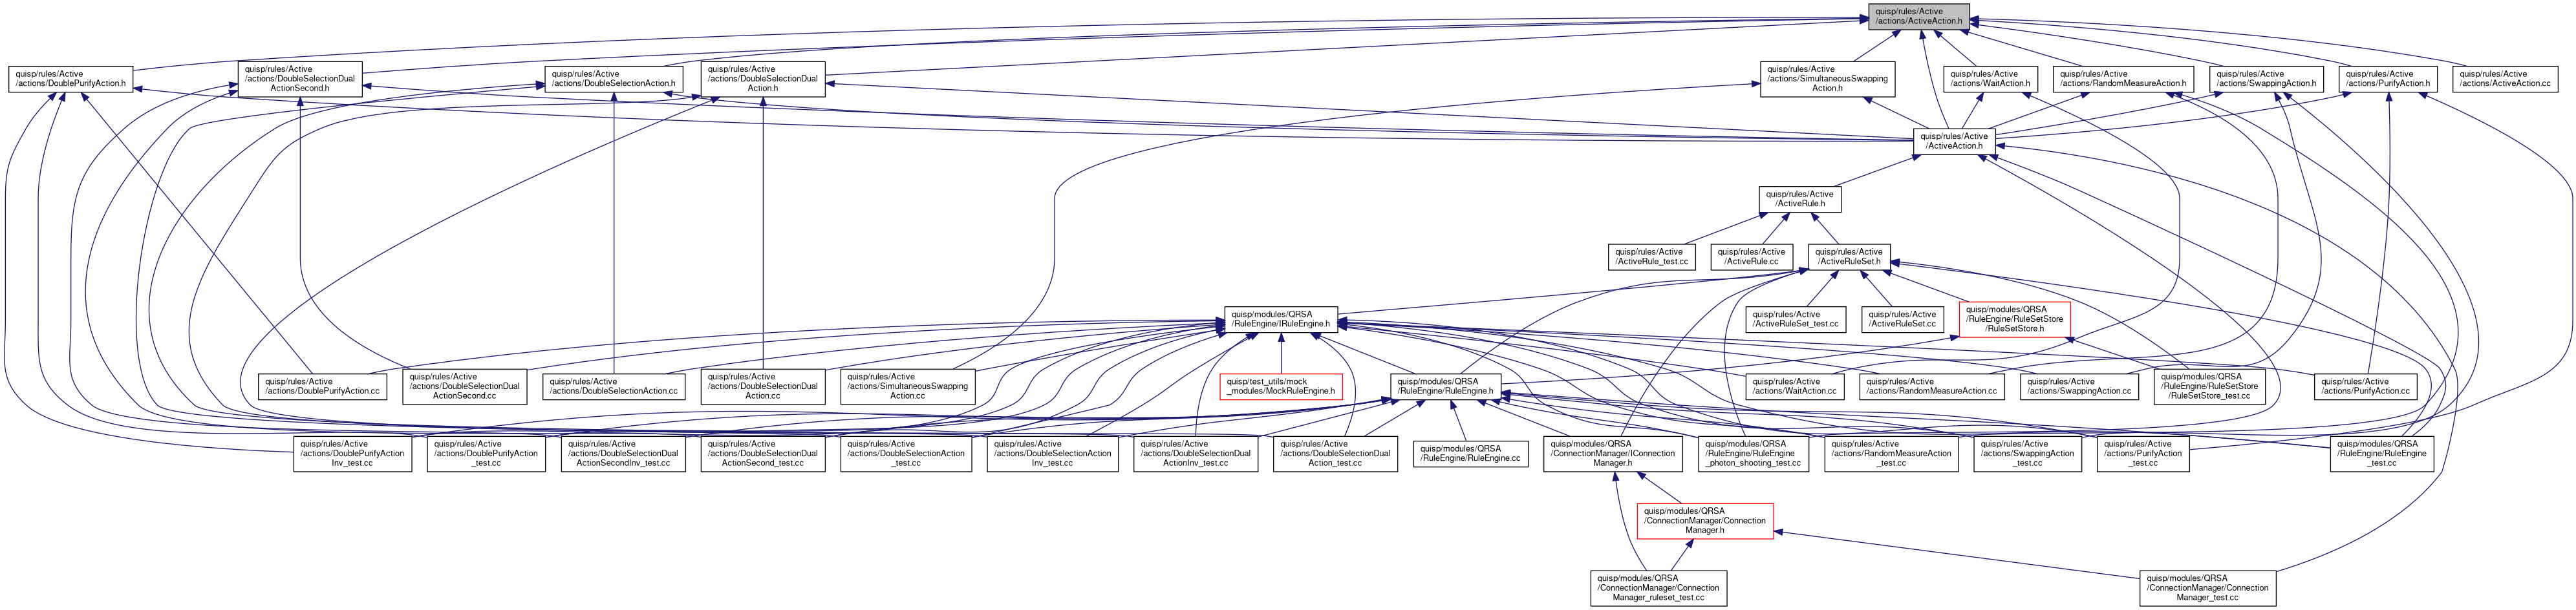 quisp/rules/Active
/actions/ActiveAction.h
quisp/rules/Active
/actions/DoublePurifyAction.h
quisp/rules/Active
/actions/DoubleSelectionDual
ActionSecond.h
quisp/rules/Active
/actions/DoubleSelectionAction.h
quisp/rules/Active
/actions/DoubleSelectionDual
Action.h
quisp/rules/Active
/actions/SimultaneousSwapping
Action.h
quisp/rules/Active
/actions/WaitAction.h
quisp/rules/Active
/actions/RandomMeasureAction.h
quisp/rules/Active
/actions/SwappingAction.h
quisp/rules/Active
/actions/PurifyAction.h
quisp/rules/Active
/actions/ActiveAction.cc
quisp/rules/Active
/ActiveAction.h
quisp/rules/Active
/ActiveRule.h
quisp/rules/Active
/ActiveRule_test.cc
quisp/rules/Active
/ActiveRule.cc
quisp/rules/Active
/ActiveRuleSet.h
quisp/modules/QRSA
/RuleEngine/IRuleEngine.h
quisp/rules/Active
/ActiveRuleSet_test.cc
quisp/rules/Active
/ActiveRuleSet.cc
quisp/modules/QRSA
/RuleEngine/RuleSetStore
/RuleSetStore.h
quisp/rules/Active
/actions/DoublePurifyAction.cc
quisp/rules/Active
/actions/DoubleSelectionDual
ActionSecond.cc
quisp/rules/Active
/actions/DoubleSelectionAction.cc
quisp/rules/Active
/actions/DoubleSelectionDual
Action.cc
quisp/rules/Active
/actions/SimultaneousSwapping
Action.cc
quisp/test_utils/mock
_modules/MockRuleEngine.h
quisp/modules/QRSA
/RuleEngine/RuleEngine.h
quisp/rules/Active
/actions/WaitAction.cc
quisp/rules/Active
/actions/RandomMeasureAction.cc
quisp/rules/Active
/actions/SwappingAction.cc
quisp/modules/QRSA
/RuleEngine/RuleSetStore
/RuleSetStore_test.cc
quisp/rules/Active
/actions/PurifyAction.cc
quisp/rules/Active
/actions/DoublePurifyAction
Inv_test.cc
quisp/rules/Active
/actions/DoublePurifyAction
_test.cc
quisp/rules/Active
/actions/DoubleSelectionDual
ActionSecondInv_test.cc
quisp/rules/Active
/actions/DoubleSelectionDual
ActionSecond_test.cc
quisp/rules/Active
/actions/DoubleSelectionAction
_test.cc
quisp/rules/Active
/actions/DoubleSelectionAction
Inv_test.cc
quisp/rules/Active
/actions/DoubleSelectionDual
ActionInv_test.cc
quisp/rules/Active
/actions/DoubleSelectionDual
Action_test.cc
quisp/modules/QRSA
/RuleEngine/RuleEngine.cc
quisp/modules/QRSA
/ConnectionManager/IConnection
Manager.h
quisp/modules/QRSA
/RuleEngine/RuleEngine
_photon_shooting_test.cc
quisp/rules/Active
/actions/RandomMeasureAction
_test.cc
quisp/rules/Active
/actions/SwappingAction
_test.cc
quisp/rules/Active
/actions/PurifyAction
_test.cc
quisp/modules/QRSA
/RuleEngine/RuleEngine
_test.cc
quisp/modules/QRSA
/ConnectionManager/Connection
Manager.h
quisp/modules/QRSA
/ConnectionManager/Connection
Manager_ruleset_test.cc
quisp/modules/QRSA
/ConnectionManager/Connection
Manager_test.cc